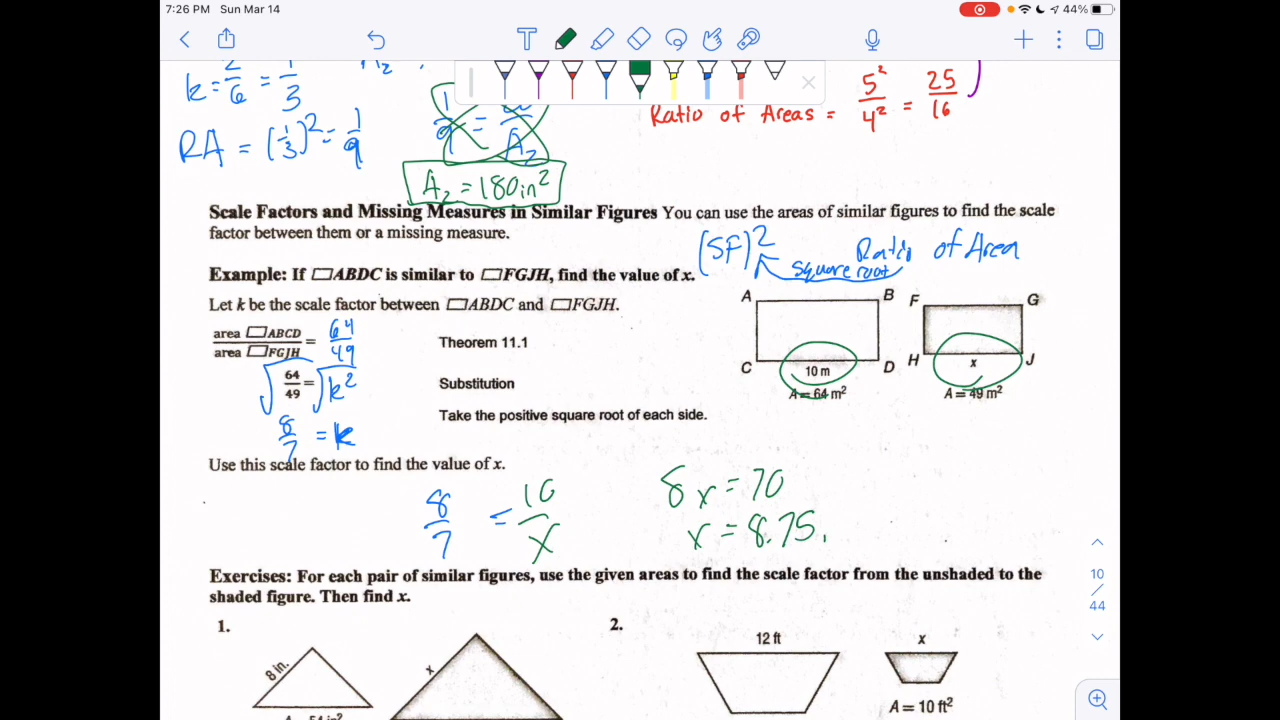 7:26 PM Sun Mar 14
44%
k = 2/6 = 1/3
RA = (1/3)² = 1/9
A₂ = 180in²
5²/4² = 25/16
Ratio of Areas =
Scale Factors and Missing Measures in Similar Figures You can use the areas of similar figures to find the scale
factor between them or a missing measure.
(SF)² Ratio of Area
square root
Example: If ▱ABDC is similar to ▱FGJH, find the value of x.
Let k be the scale factor between ▱ABDC and ▱FGJH.
area ▱ABCD / area ▱FGJH = 64/49 Theorem 11.1
√64/49 = √k² Substitution
8/7 = k Take the positive square root of each side.
A B F G
C D H J
10 m x
A = 64 m² A = 49 m²
Use this scale factor to find the value of x.
8/7 = 10/x
8x = 70
x = 8.75.
Exercises: For each pair of similar figures, use the given areas to find the scale factor from the unshaded to the
shaded figure. Then find x.
1. 2.
8 in. x
12 ft x
A = 10 ft²
10
/
44